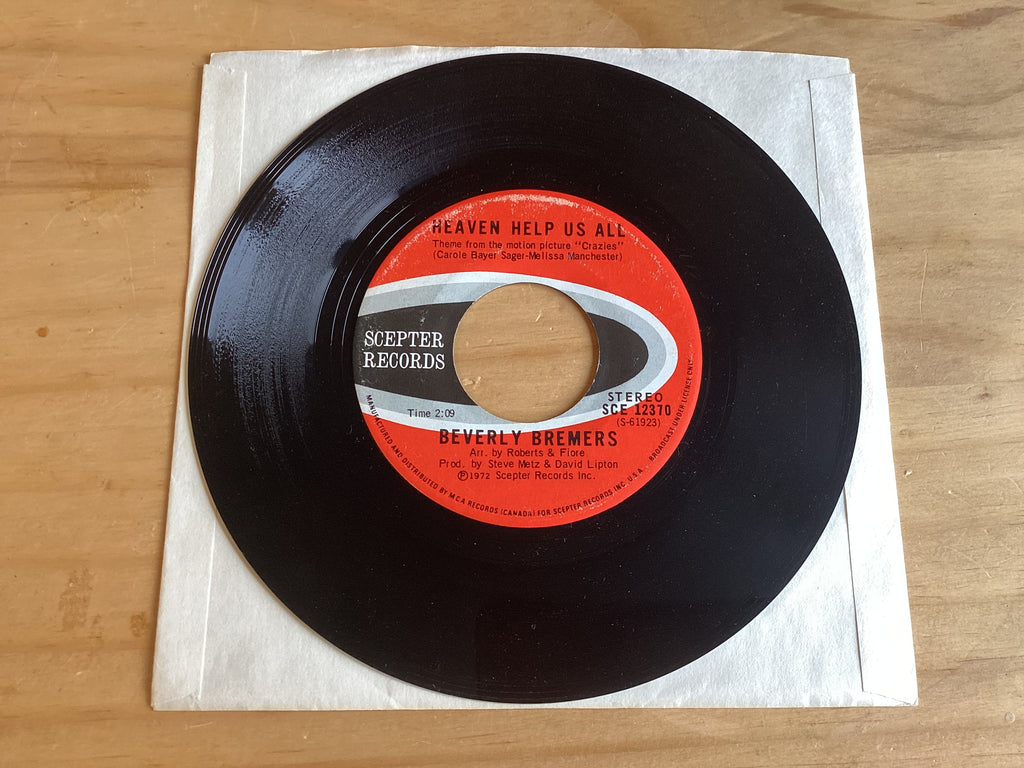 HEAVEN HELP US ALL
Theme from the motion picture "Crazies"
(Carole Bayer Sager-Melissa Manchester)
SCEPTER
RECORDS
Time 2:09
STEREO
SCE 12370
(S-61923)
BEVERLY BREMERS
Arr. by Roberts & Fiore
Prod. by Steve Metz & David Lipton
Ⓟ1972 Scepter Records Inc.
MANUFACTURED AND DISTRIBUTED BY M.C.A RECORDS (CANADA) FOR SCEPTER RECORDS INC. U.S.A. BROADCAST UNDER LICENCE ONLY.